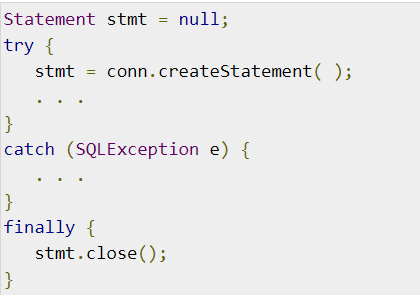 Statement stmt = null;
try {
   stmt = conn.createStatement( );
   . . .
}
catch (SQLException e) {
   . . .
}
finally {
   stmt.close();
}